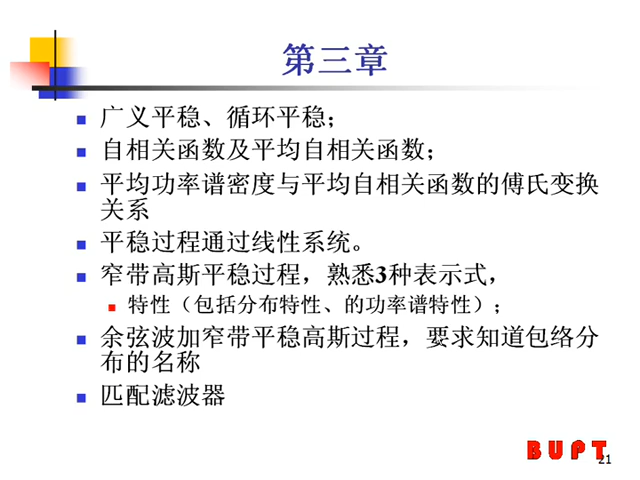 第三章
广义平稳、循环平稳;
自相关函数及平均自相关函数;
平均功率谱密度与平均自相关函数的傅氏变换
关系
平稳过程通过线性系统。
窄带高斯平稳过程，熟悉3种表示式，
特性（包括分布特性、的功率谱特性）;
余弦波加窄带平稳高斯过程，要求知道包络分
布的名称
匹配滤波器
BUPT
21